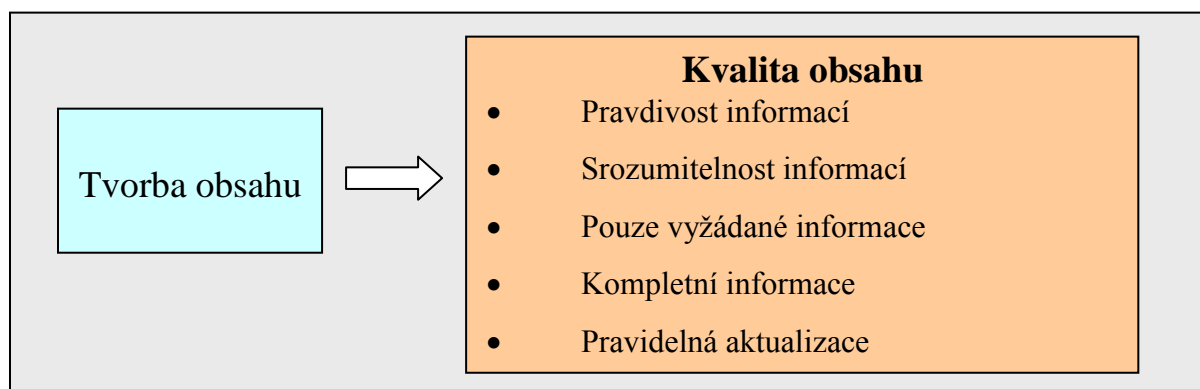 Tvorba obsahu
Kvalita obsahu
• Pravdivost informací
• Srozumitelnost informací
• Pouze vyžádané informace
• Kompletní informace
• Pravidelná aktualizace